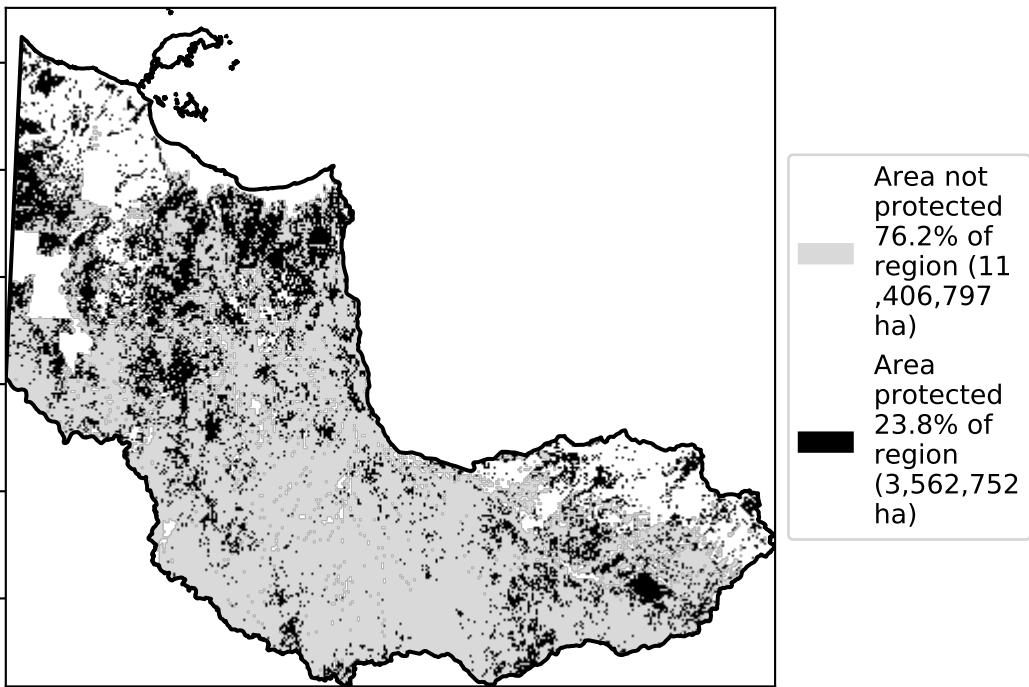 Area not
protected
76.2% of
region (11
,406,797
ha)
Area
protected
23.8% of
region
(3,562,752
ha)